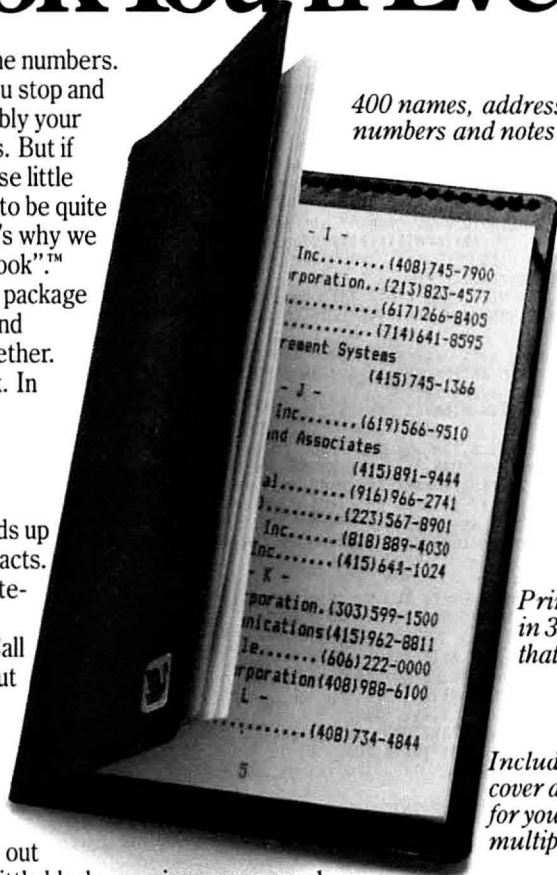 ne numbers.
u stop and
bly your
s. But if
se little
to be quite
's why we
ook".™
package
nd
ether.
k. In
ds up
acts.
te-
all
ut
out
400 names, address
numbers and notes
- I -
Inc........(408)745-7900
rporation..(213)823-4577
............(617)266-8405
............(714)641-8595
rement Systems
(415)745-1366
- J -
Inc.......(619)566-9510
nd Associates
(415)891-9444
al........(916)966-2741
..........(223)567-8901
Inc......(818)889-4030
Inc......(415)644-1024
- K -
poration.(303)599-1500
nications(415)962-8811
le.......(606)222-0000
rporation(408)988-6100
L -
............(408)734-4844
5
Prin
in 3
that
Includ
cover a
for you
multip